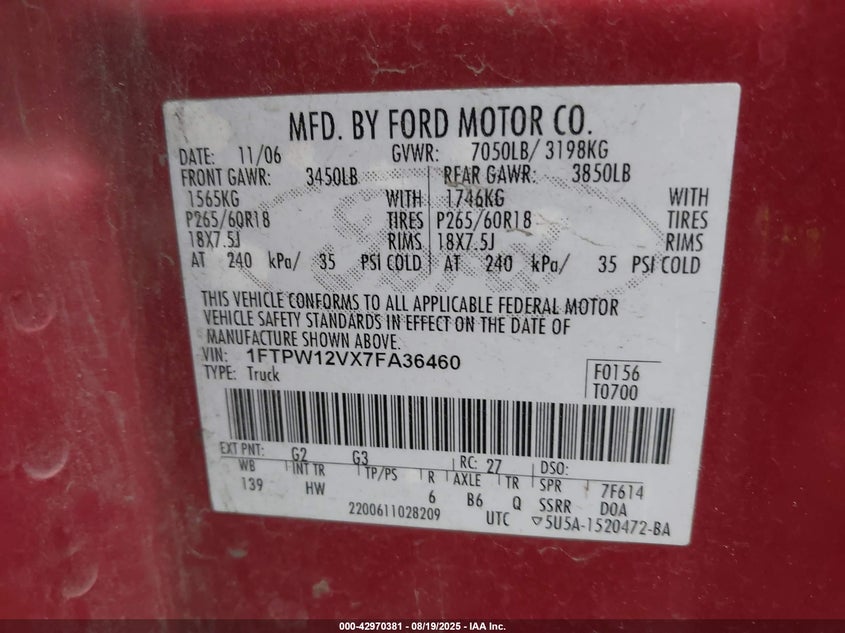 MFD. BY FORD MOTOR CO.
DATE: 11/06 GVWR: 7050LB/ 3198KG
FRONT GAWR: 3450LB REAR GAWR: 3850LB
1565KG WITH 1746KG WITH
P265/60R18 TIRES P265/60R18 TIRES
18X7.5J RIMS 18X7.5J RIMS
AT 240 kPa/ 35 PSI COLD AT 240 kPa/ 35 PSI COLD
THIS VEHICLE CONFORMS TO ALL APPLICABLE FEDERAL MOTOR
VEHICLE SAFETY STANDARDS IN EFFECT ON THE DATE OF
MANUFACTURE SHOWN ABOVE.
VIN: 1FTPW12VX7FA36460 F0156
TYPE: Truck T0700
EXT PNT: G2 G3 RC: 27 DSO:
WB INT TR TP/PS R AXLE TR SPR 7F614
139 HW 6 B6 Q SSRR DOA
2200611028209 UTC ▽5U5A-1520472-BA
000-42970381 - 08/19/2025 - IAA Inc.